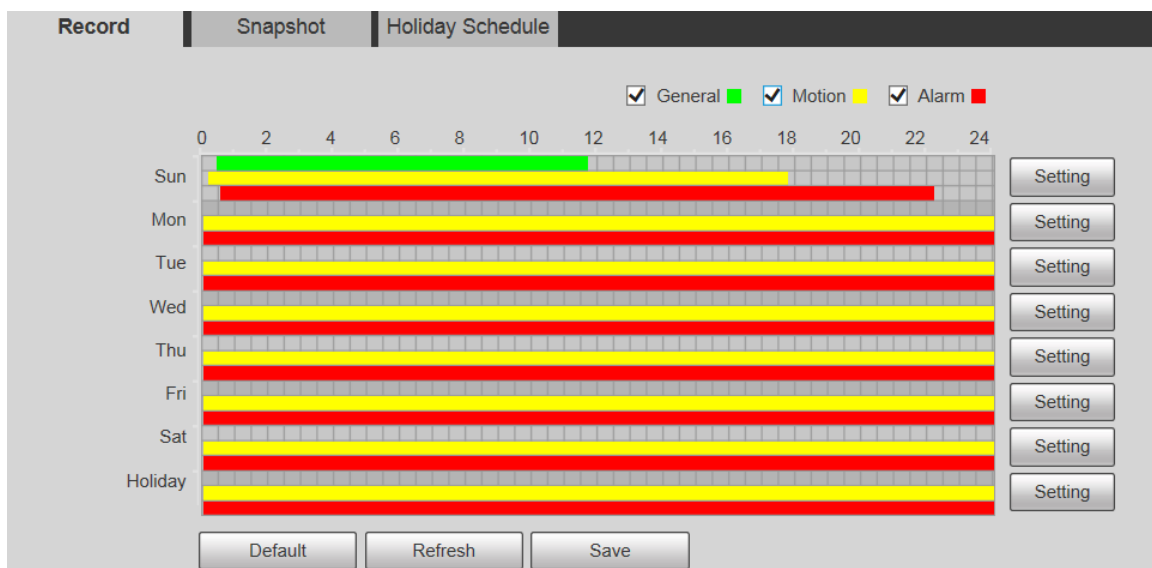 Record Snapshot Holiday Schedule
General Motion Alarm
0 2 4 6 8 10 12 14 16 18 20 22 24
Sun Setting
Mon Setting
Tue Setting
Wed Setting
Thu Setting
Fri Setting
Sat Setting
Holiday Setting
Default Refresh Save